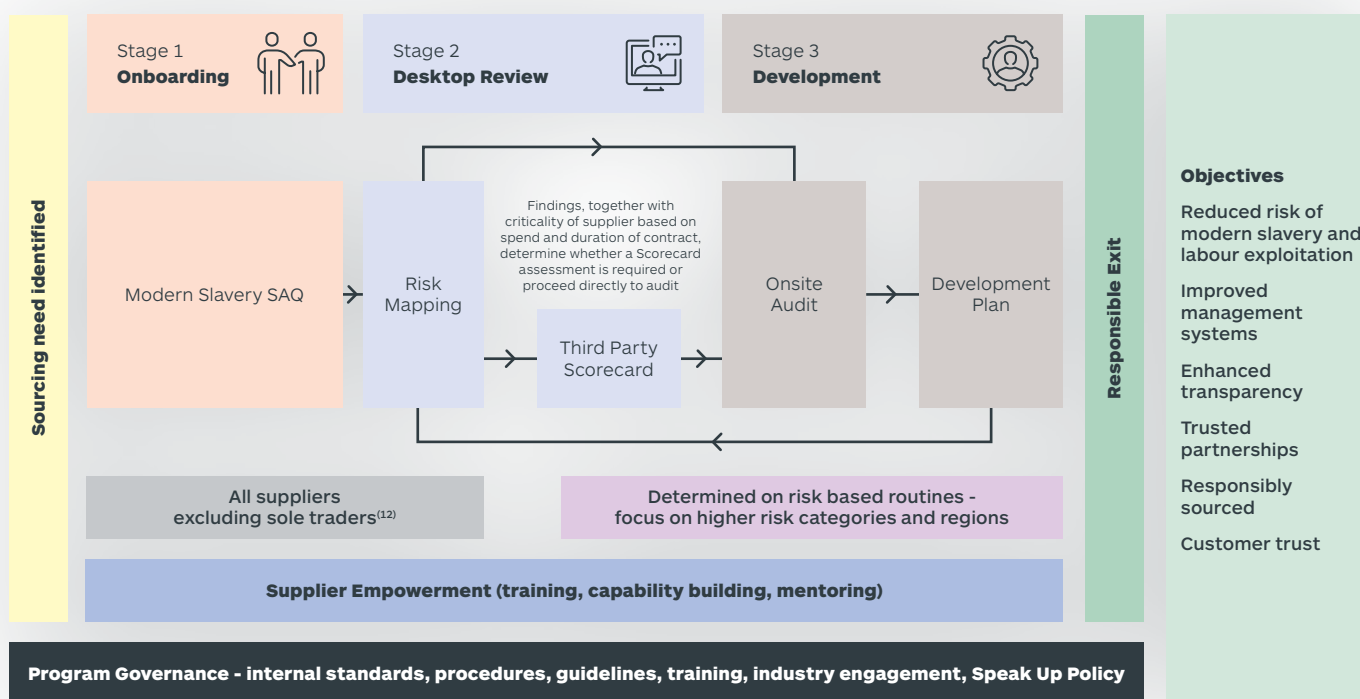 Sourcing need identified
Stage 1
Onboarding
Stage 2
Desktop Review
Stage 3
Development
Modern Slavery SAQ
Risk
Mapping
Findings, together with
criticality of supplier based on
spend and duration of contract,
determine whether a Scorecard
assessment is required or
proceed directly to audit
Third Party
Scorecard
Onsite
Audit
Development
Plan
All suppliers
excluding sole traders(12)
Determined on risk based routines -
focus on higher risk categories and regions
Supplier Empowerment (training, capability building, mentoring)
Program Governance - internal standards, procedures, guidelines, training, industry engagement, Speak Up Policy
Responsible Exit
Objectives
Reduced risk of
modern slavery and
labour exploitation
Improved
management
systems
Enhanced
transparency
Trusted
partnerships
Responsibly
sourced
Customer trust